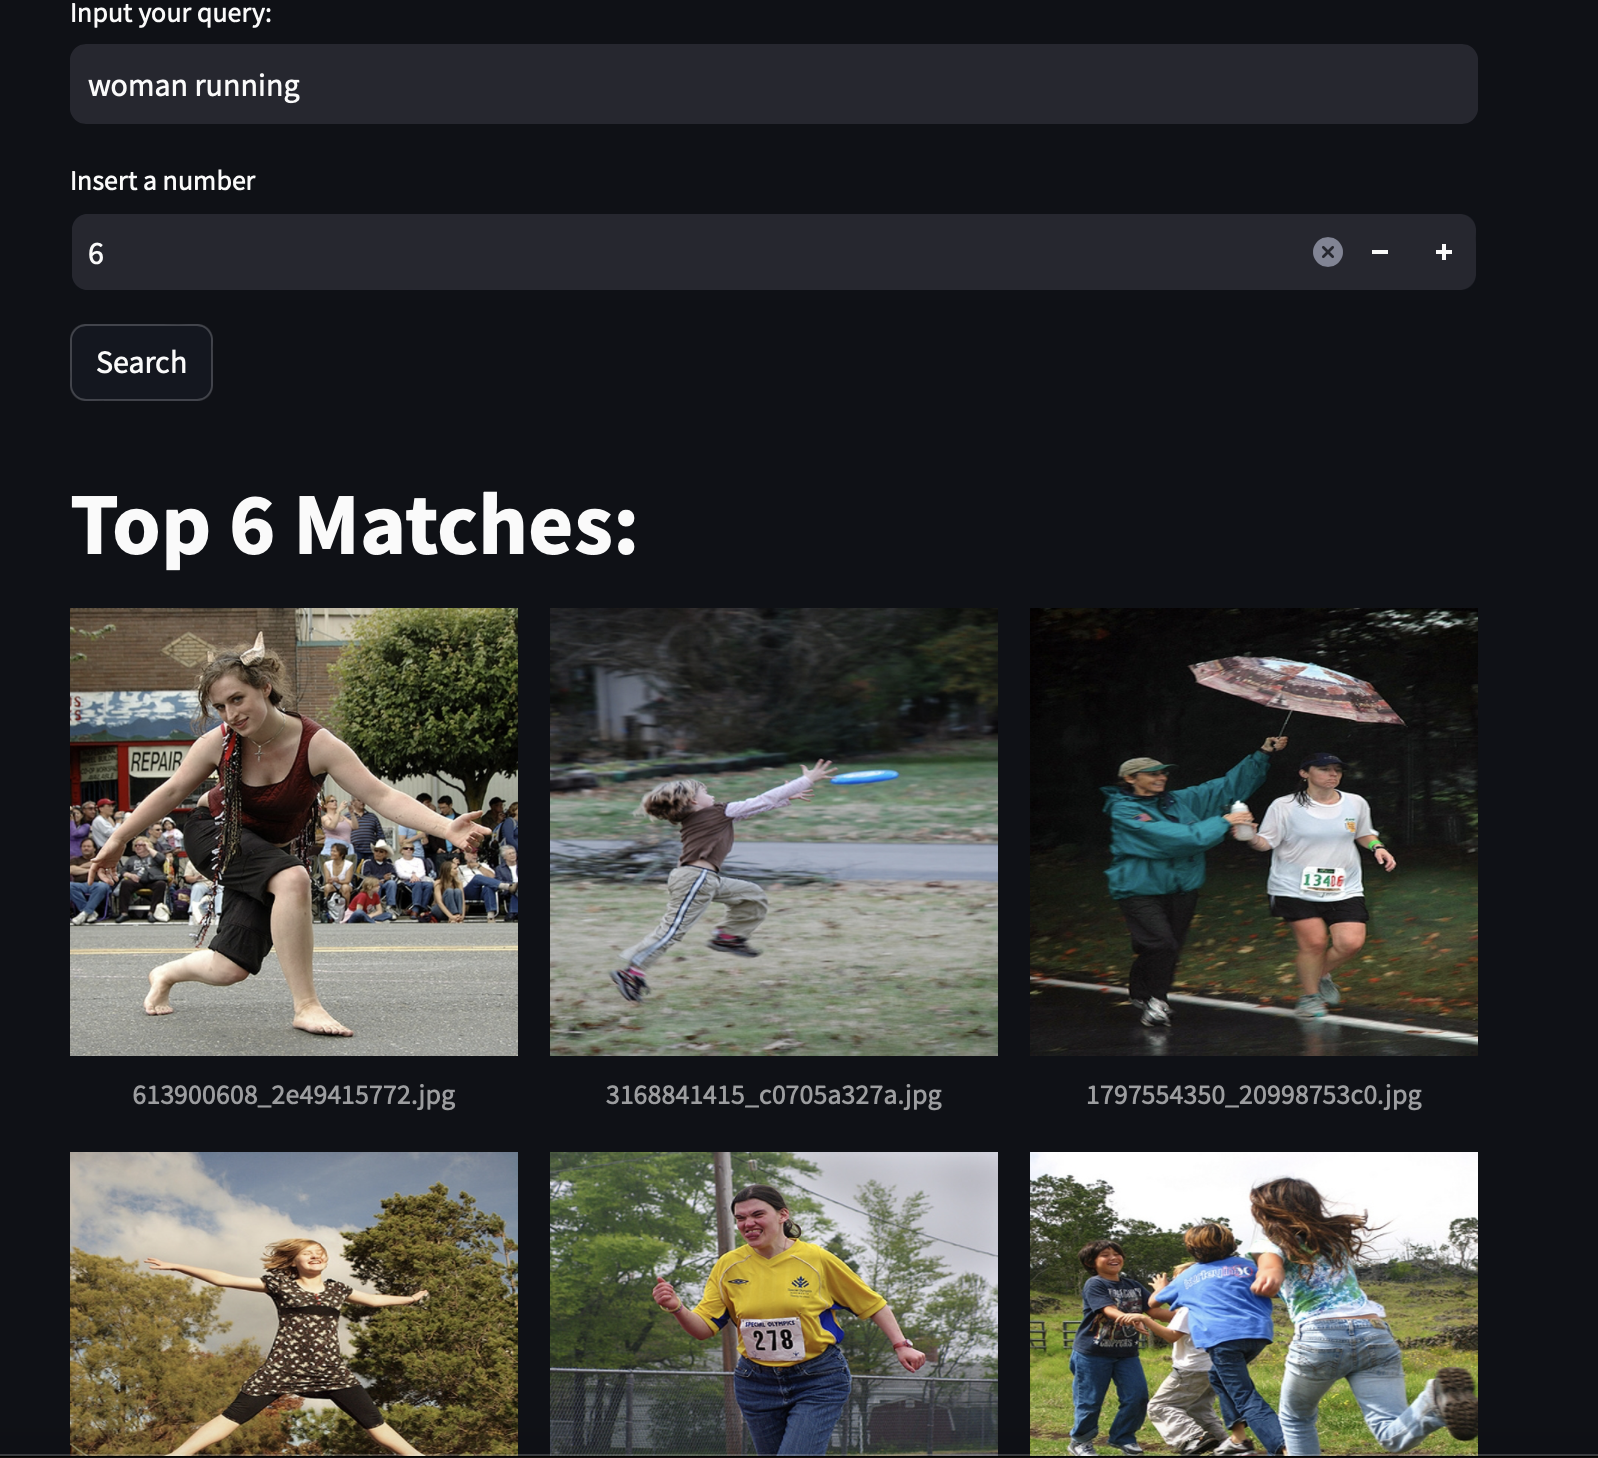 Input your query:
woman running
Insert a number
6
Search
Top 6 Matches:
REPAIR
13406
613900608_2e49415772.jpg
3168841415_c0705a327a.jpg
1797554350_20998753c0.jpg
SPECIAL OLYMPICS
278